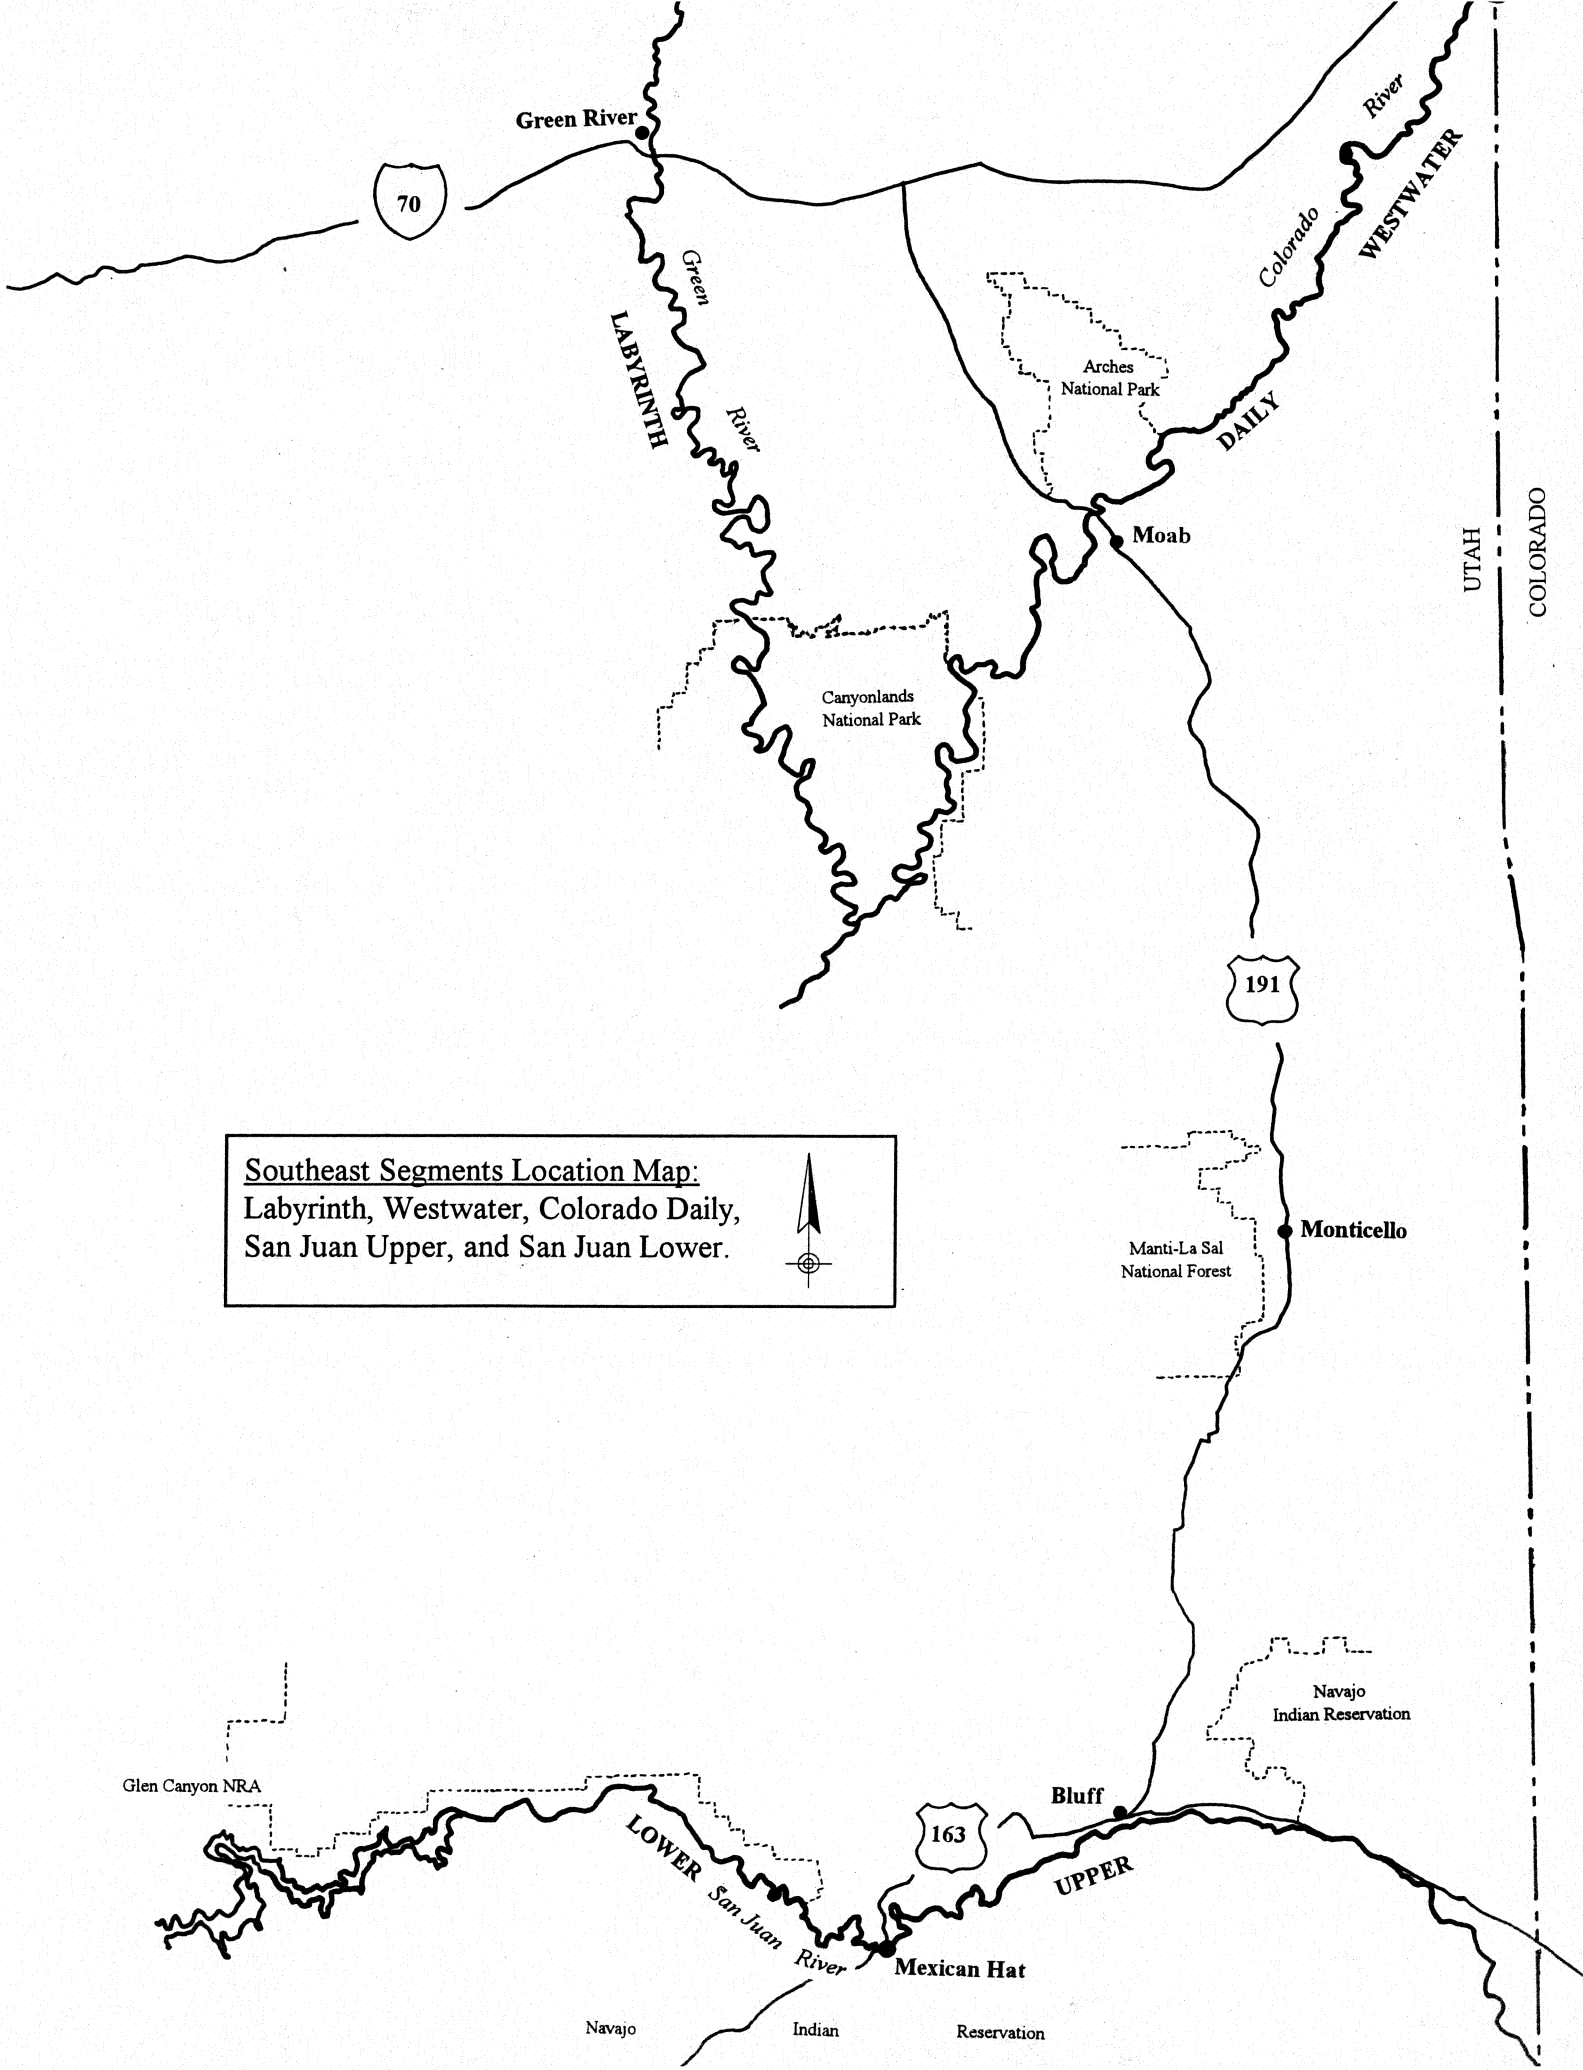 River
Green River
WESTWATER
70
Colorado
Green
LABYRINTH
Arches
National Park
River
DAILY
Moab
UTAH
COLORADO
Canyonlands
National Park
191
Southeast Segments Location Map:
Labyrinth, Westwater, Colorado Daily,
San Juan Upper, and San Juan Lower.
Monticello
Manti-La Sal
National Forest
Navajo
Indian Reservation
Glen Canyon NRA
Bluff
163
LOWER
UPPER
San Juan River
Mexican Hat
Navajo Indian Reservation